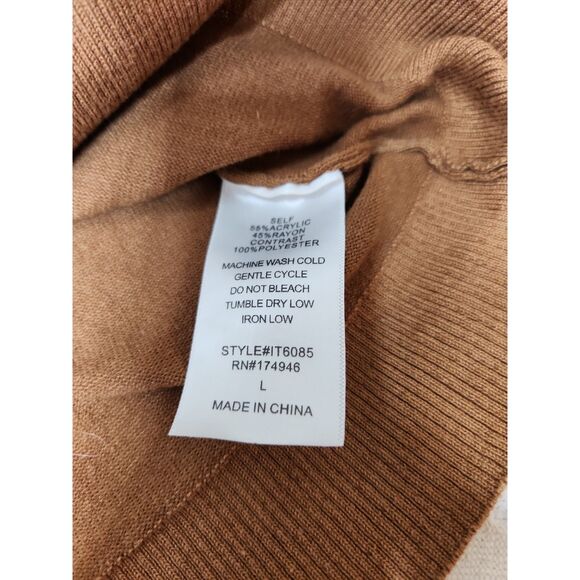 SELF
55%ACRYLIC
45%RAYON
CONTRAST
100%POLYESTER
MACHINE WASH COLD
GENTLE CYCLE
DO NOT BLEACH
TUMBLE DRY LOW
IRON LOW
STYLE#IT6085
RN#174946
L
MADE IN CHINA